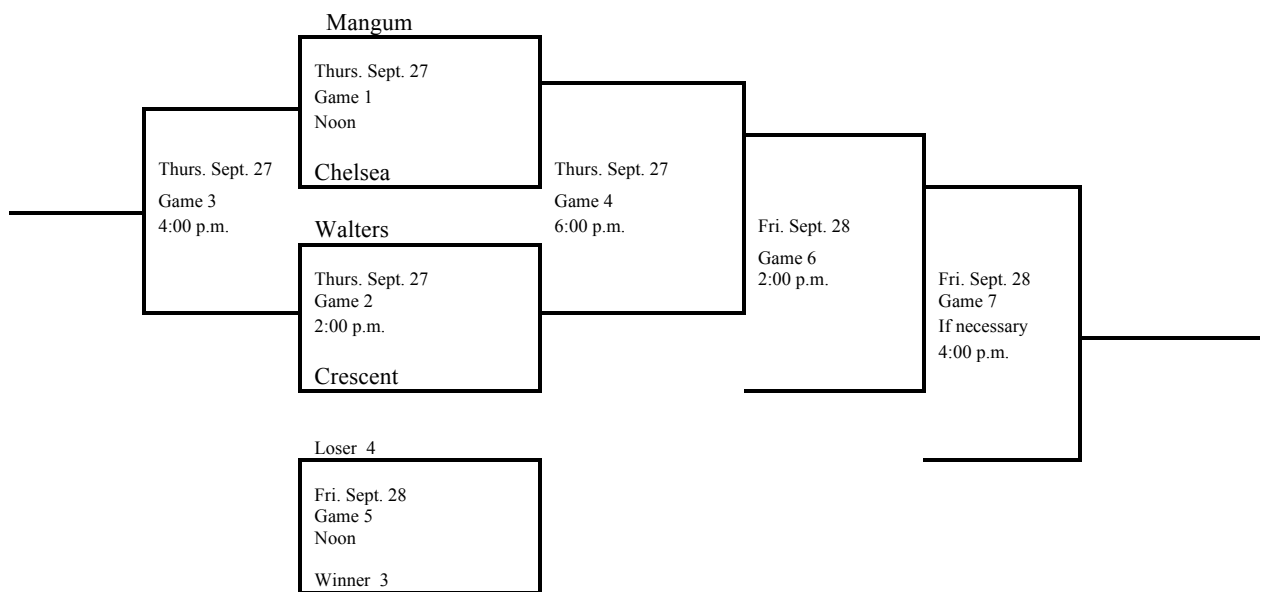 Mangum
Thurs. Sept. 27
Game 1
Noon
Chelsea
Thurs. Sept. 27
Game 3
4:00 p.m.
Thurs. Sept. 27
Game 4
6:00 p.m.
Walters
Thurs. Sept. 27
Game 2
2:00 p.m.
Crescent
Fri. Sept. 28
Game 6
2:00 p.m.
Fri. Sept. 28
Game 7
If necessary
4:00 p.m.
Loser 4
Fri. Sept. 28
Game 5
Noon
Winner 3